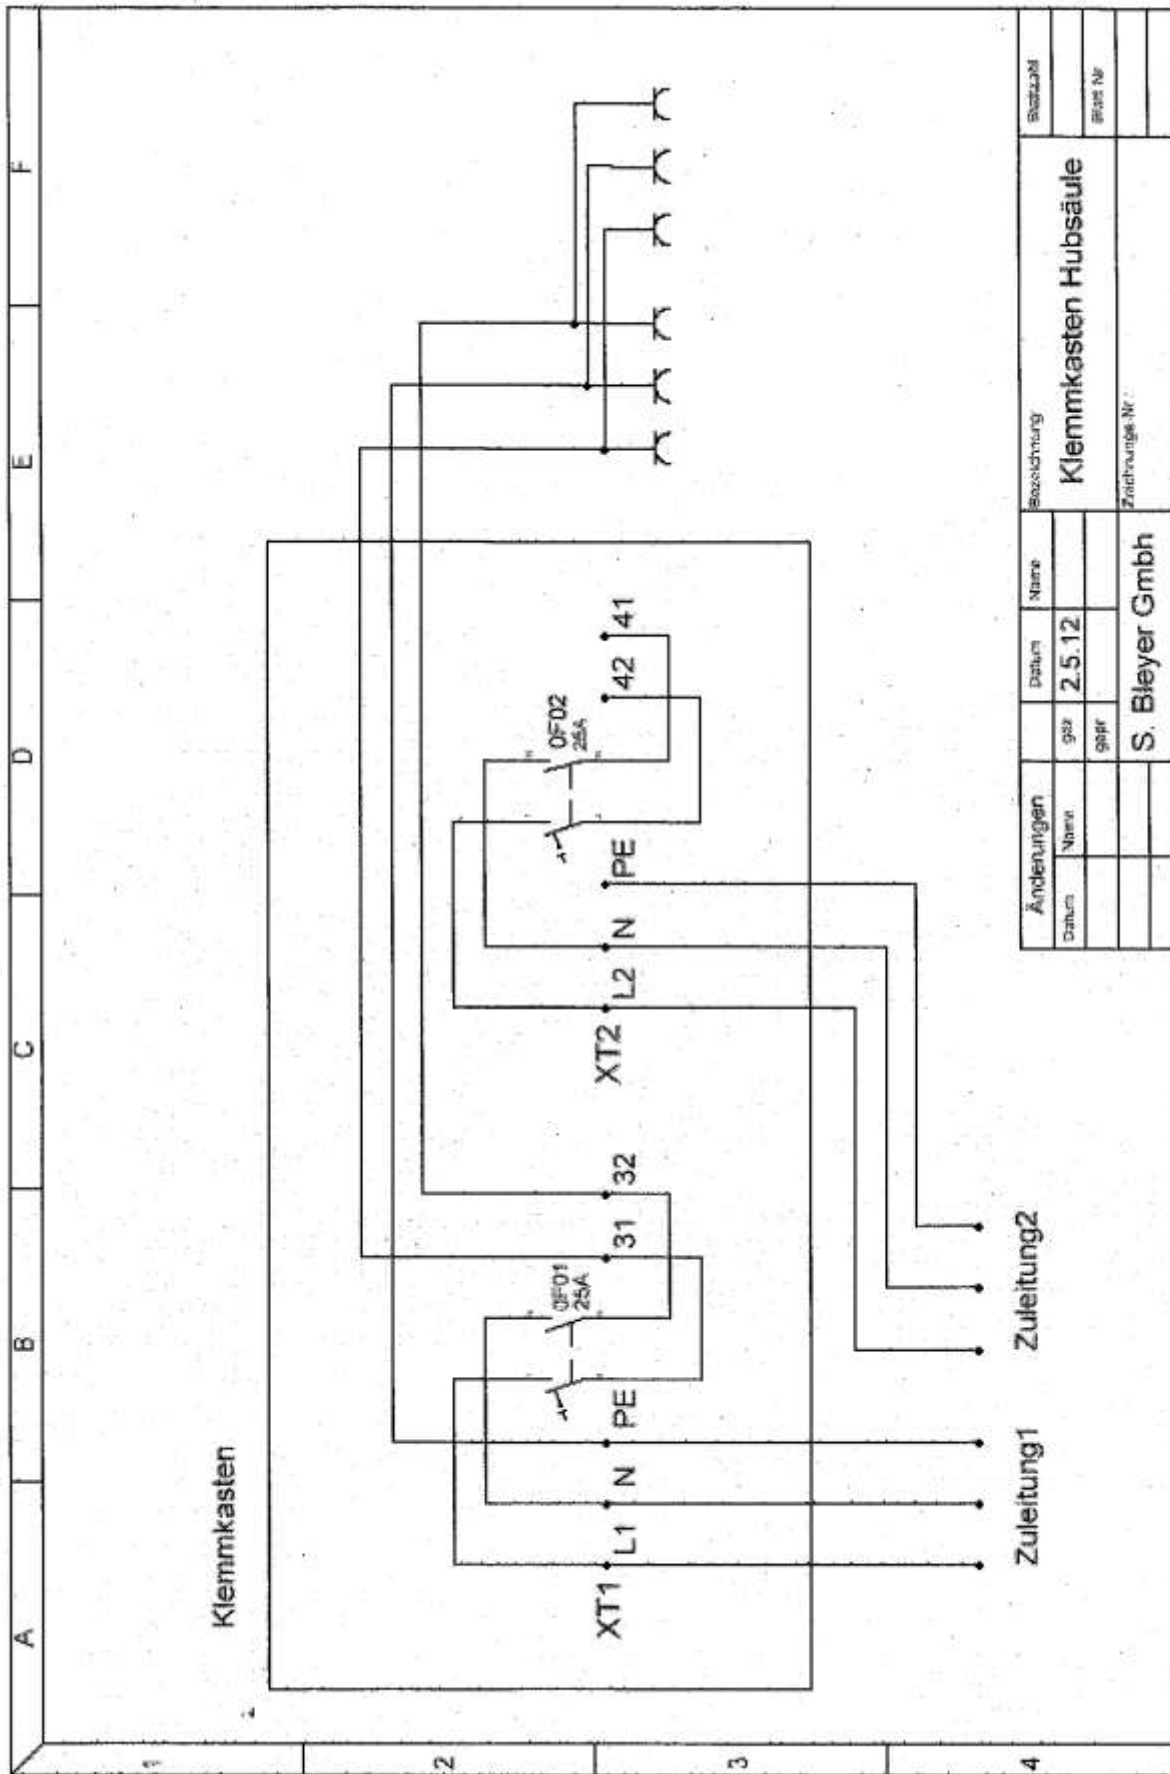 A B C D E F
1
2
3
4
Klemmkasten
0F01
25A
0F02
25A
XT1 L1 N PE 31 32
XT2 L2 N PE 42 41
Zuleitung1 Zuleitung2
Änderungen
Datum Name
Datum Name
gez 2.5.12
gepr
S. Bleyer Gmbh
Bezeichnung
Klemmkasten Hubsäule
Zeichnungs-Nr.:
Blattzahl
Blatt Nr